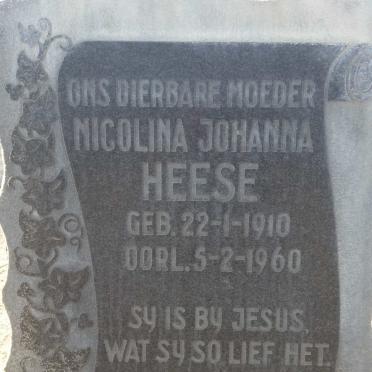 ONS DIERBARE MOEDER
NICOLINA JOHANNA
HEESE
GEB. 22-1-1910
OORL. 5-2-1960
SY IS BY JESUS,
WAT SY SO LIEF HET.